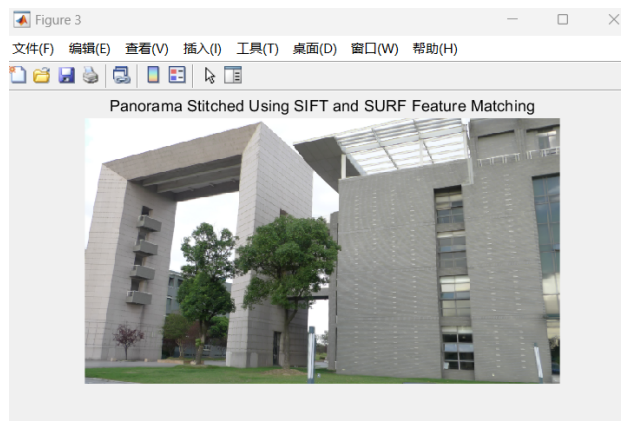 Figure 3
文件(F) 编辑(E) 查看(V) 插入(I) 工具(T) 桌面(D) 窗口(W) 帮助(H)
Panorama Stitched Using SIFT and SURF Feature Matching